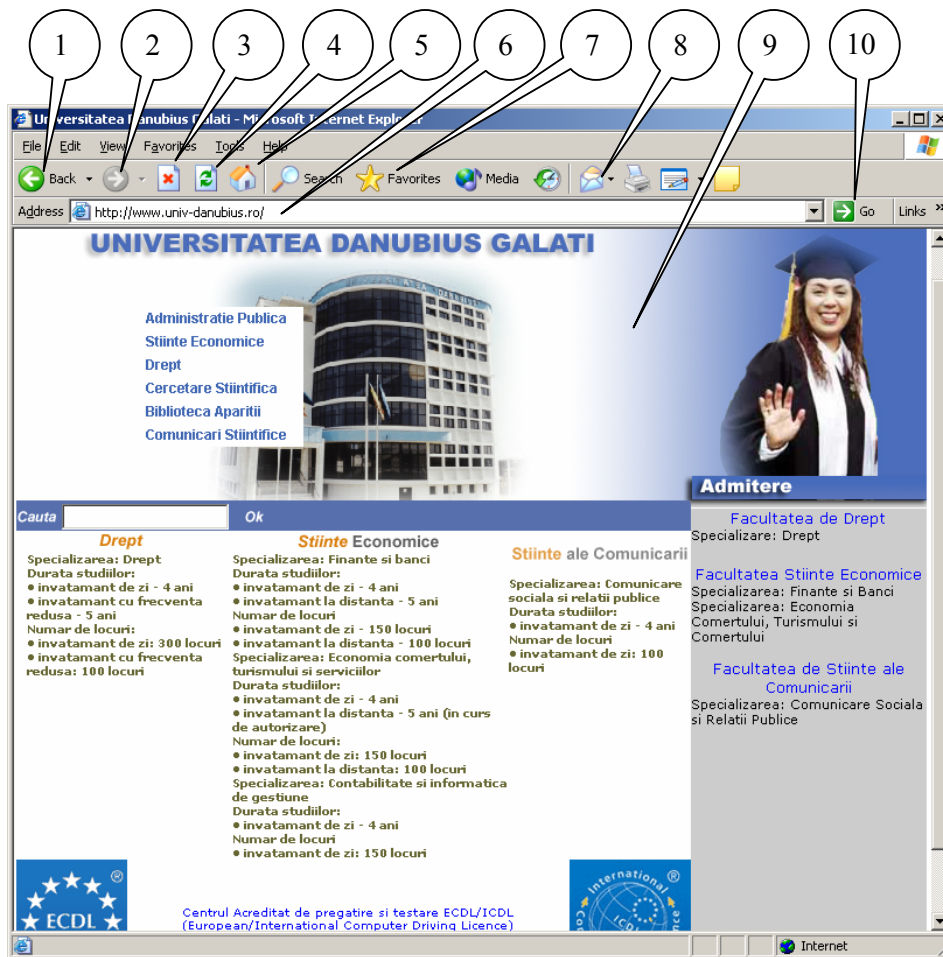 1 2 3 4 5 6 7 8 9 10
Universitatea Danubius Galati - Microsoft Internet Explorer
File Edit View Favorites Tools Help
Back Search Favorites Media
Address http://www.univ-danubius.ro/ Go Links »
UNIVERSITATEA DANUBIUS GALATI
Administratie Publica
Stiinte Economice
Drept
Cercetare Stiintifica
Biblioteca Aparitii
Comunicari Stiintifice
Admitere
Cauta Ok
Drept
Specializarea: Drept
Durata studiilor:
• invatamant de zi - 4 ani
• invatamant cu frecventa
redusa - 5 ani
Numar de locuri:
• invatamant de zi: 300 locuri
• invatamant cu frecventa
redusa: 100 locuri
Stiinte Economice
Specializarea: Finante si banci
Durata studiilor:
• invatamant de zi - 4 ani
• invatamant la distanta - 5 ani
Numar de locuri
• invatamant de zi - 150 locuri
• invatamant la distanta - 100 locuri
Specializarea: Economia comertului,
turismului si serviciilor
Durata studiilor:
• invatamant de zi - 4 ani
• invatamant la distanta - 5 ani (in curs
de autorizare)
Numar de locuri:
• invatamant de zi: 150 locuri
• invatamant la distanta: 100 locuri
Specializarea: Contabilitate si informatica
de gestiune
Durata studiilor:
• invatamant de zi - 4 ani
Numar de locuri
• invatamant de zi: 150 locuri
Stiinte ale Comunicarii
Specializarea: Comunicare
sociala si relatii publice
Durata studiilor:
• invatamant de zi - 4 ani
Numar de locuri
• invatamant de zi: 100
locuri
Facultatea de Drept
Specializare: Drept
Facultatea Stiinte Economice
Specializarea: Finante si Banci
Specializarea: Economia
Comertului, Turismului si
Comertului
Facultatea de Stiinte ale
Comunicarii
Specializarea: Comunicare Sociala
si Relatii Publice
®
ECDL
Centrul Acreditat de pregatire si testare ECDL/ICDL
(European/International Computer Driving Licence)
International ®
ICDL
Internet